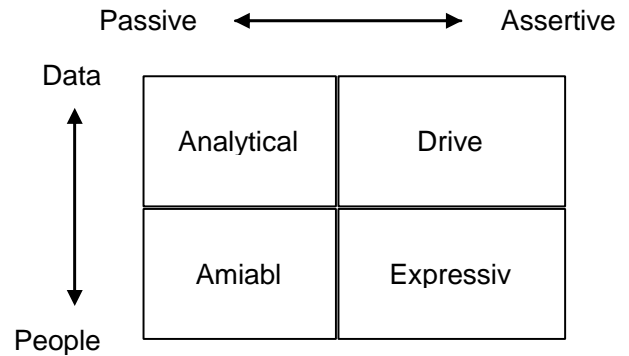 Passive Assertive
Data
Analytical Drive
Amiabl Expressiv
People